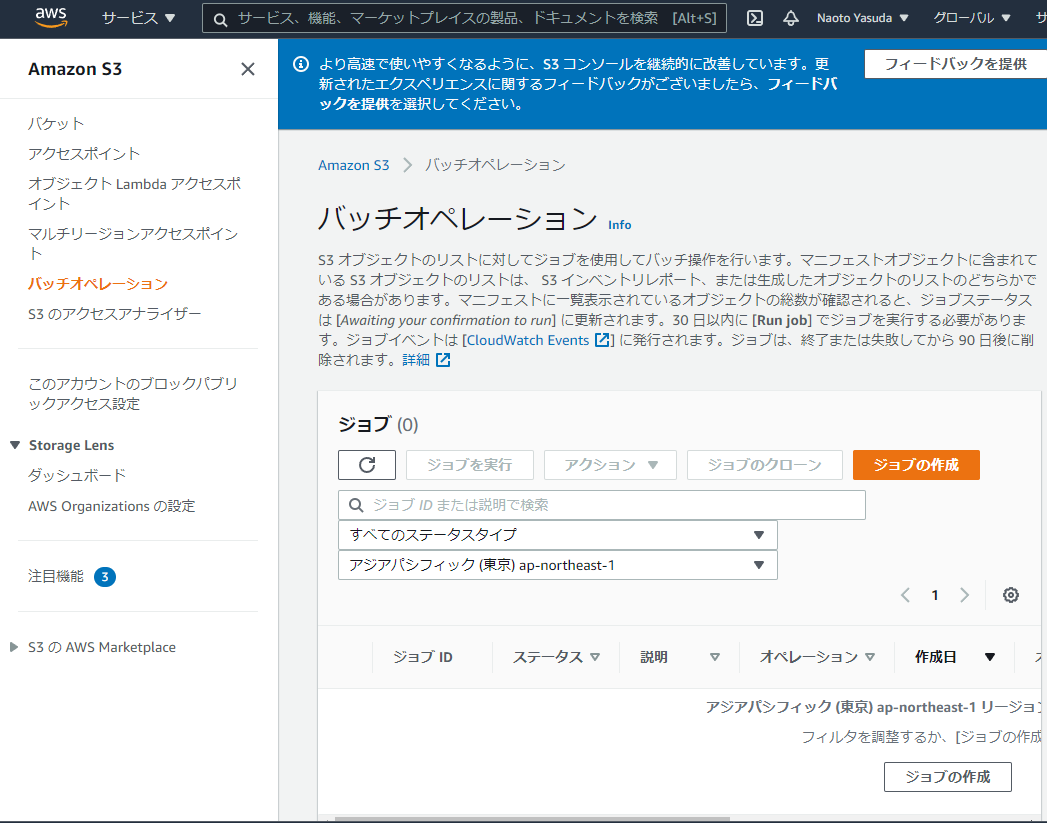 aws サービス サービス、機能、マーケットプレイスの製品、ドキュメントを検索 [Alt+S] Naoto Yasuda グローバル サ
Amazon S3
バケット
アクセスポイント
オブジェクト Lambda アクセスポ
イント
マルチリージョンアクセスポイン
ト
バッチオペレーション
S3 のアクセスアナライザー
このアカウントのブロックパブリ
ックアクセス設定
Storage Lens
ダッシュボード
AWS Organizations の設定
注目機能 3
S3 の AWS Marketplace
より高速で使いやすくなるように、S3 コンソールを継続的に改善しています。更
新されたエクスペリエンスに関するフィードバックがございましたら、フィードバ
ックを提供を選択してください。
フィードバックを提供
Amazon S3 バッチオペレーション
バッチオペレーション Info
S3 オブジェクトのリストに対してジョブを使用してバッチ操作を行います。マニフェストオブジェクトに含まれて
いる S3 オブジェクトのリストは、 S3 インベントリレポート、または生成したオブジェクトのリストのどちらかで
ある場合があります。マニフェストに一覧表示されているオブジェクトの総数が確認されると、ジョブステータス
は [Awaiting your confirmation to run] に更新されます。30 日以内に [Run job] でジョブを実行する必要がありま
す。ジョブイベントは [CloudWatch Events] に発行されます。ジョブは、終了または失敗してから 90 日後に削
除されます。詳細
ジョブ (0)
ジョブを実行 アクション ジョブのクローン ジョブの作成
ジョブ ID または説明で検索
すべてのステータスタイプ
アジアパシフィック (東京) ap-northeast-1
1
ジョブ ID ステータス 説明 オペレーション 作成日
アジアパシフィック (東京) ap-northeast-1 リージョン
フィルタを調整するか、[ジョブの作成
ジョブの作成